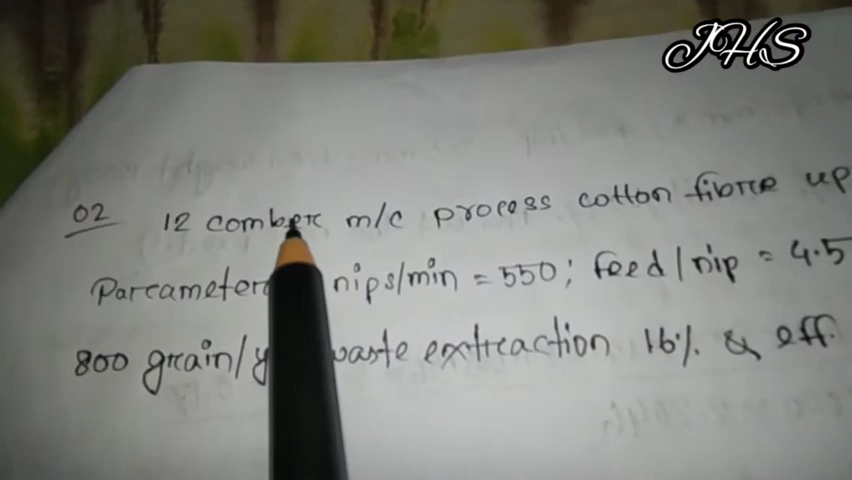 JHS
02 12 comber m/c process cotton fibre up
Parameter nips/min = 550; feed/nip = 4.5
800 grain/y waste extraction 16% & eff.